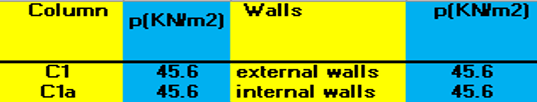 Column p(KN/m2) Walls p(KN/m2)
C1 45.6 external walls 45.6
C1a 45.6 internal walls 45.6